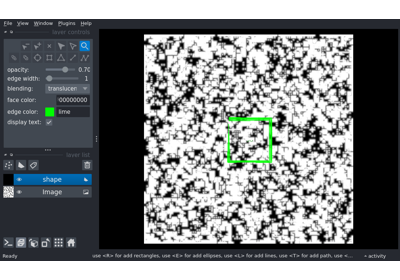 File View Window Plugins Help
layer controls
opacity: 0.70
edge width: 1
blending: translucen
face color: 00000000
edge color: lime
display text:
layer list
shape
Image
Ready
use <R> for add rectangles, use <E> for add ellipses, use <L> for add lines, use <T> for add path, use <...
activity